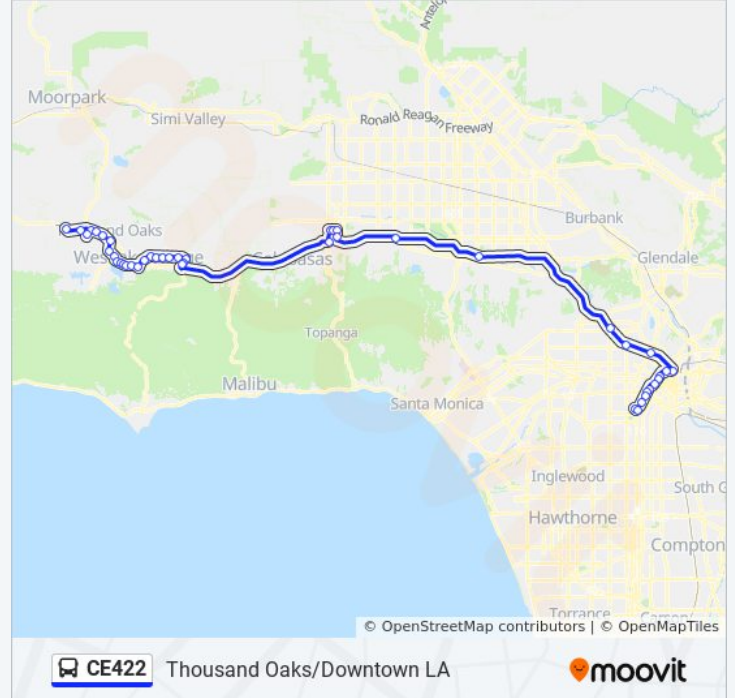 Moorpark
Simi Valley
Ronald Reagan Freeway
Burbank
Glendale
Topanga
Malibu
Santa Monica
Inglewood
South G
Hawthorne
Compton
Torrance
© OpenStreetMap contributors | © OpenMapTiles
CE422 Thousand Oaks/Downtown LA
moovit